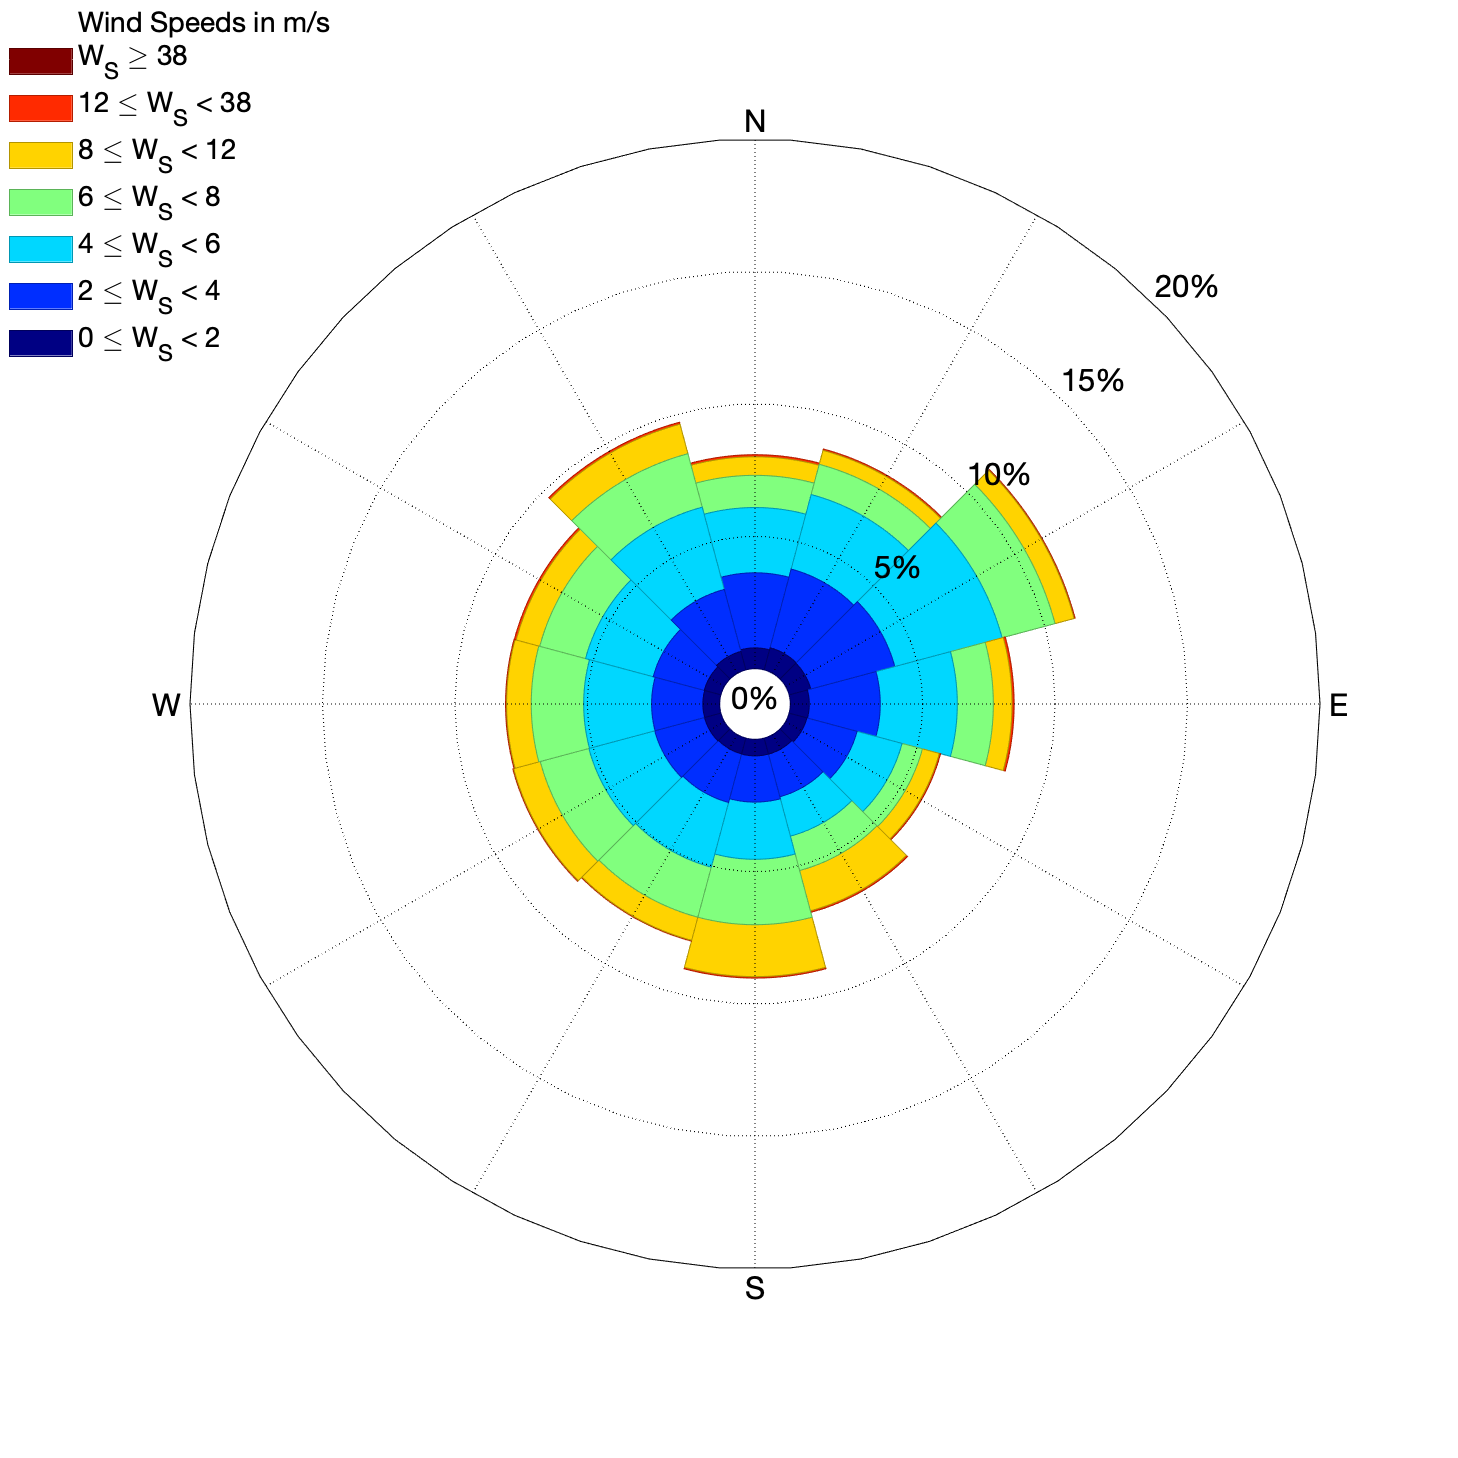 Wind Speeds in m/s
W_S ≥ 38
12 ≤ W_S < 38
8 ≤ W_S < 12
6 ≤ W_S < 8
4 ≤ W_S < 6
2 ≤ W_S < 4
0 ≤ W_S < 2
N
20%
15%
10%
5%
W
0%
E
S